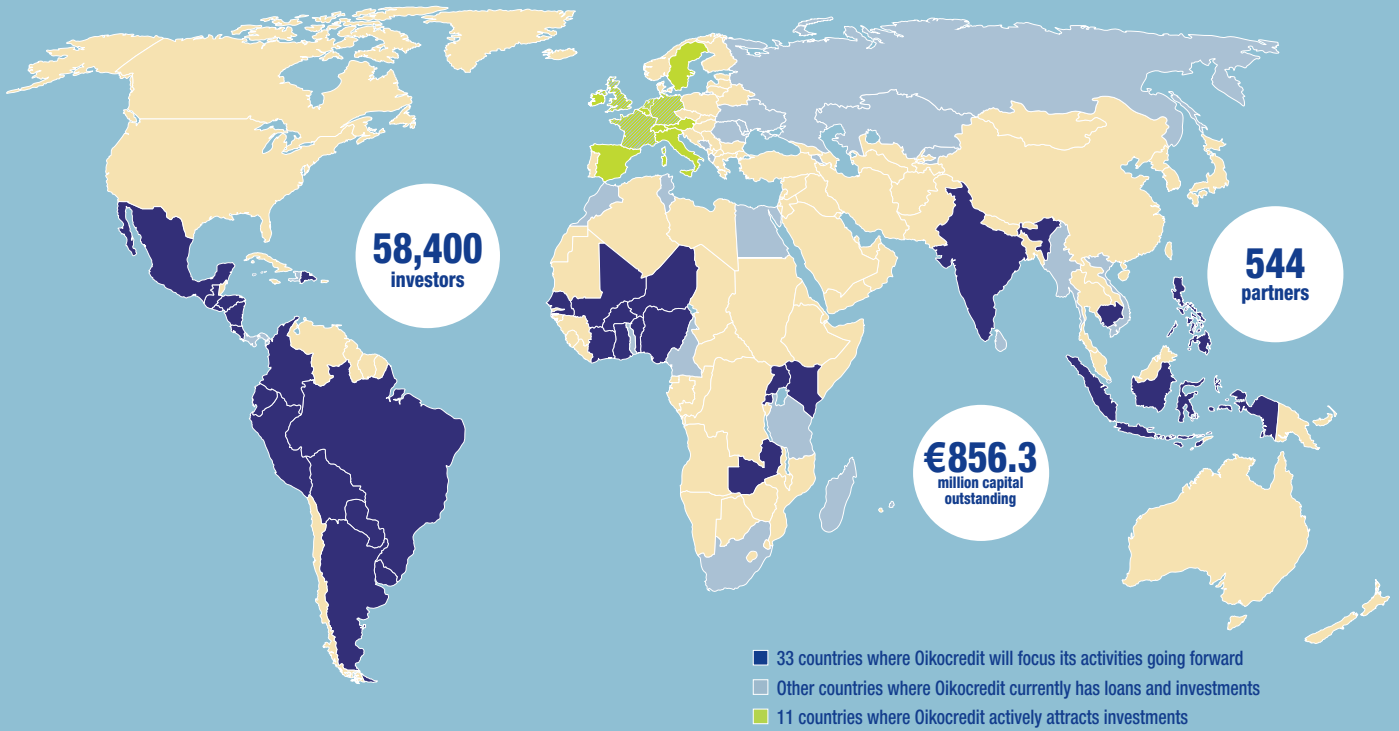 58,400
investors
544
partners
€856.3
million capital
outstanding
33 countries where Oikocredit will focus its activities going forward
Other countries where Oikocredit currently has loans and investments
11 countries where Oikocredit actively attracts investments